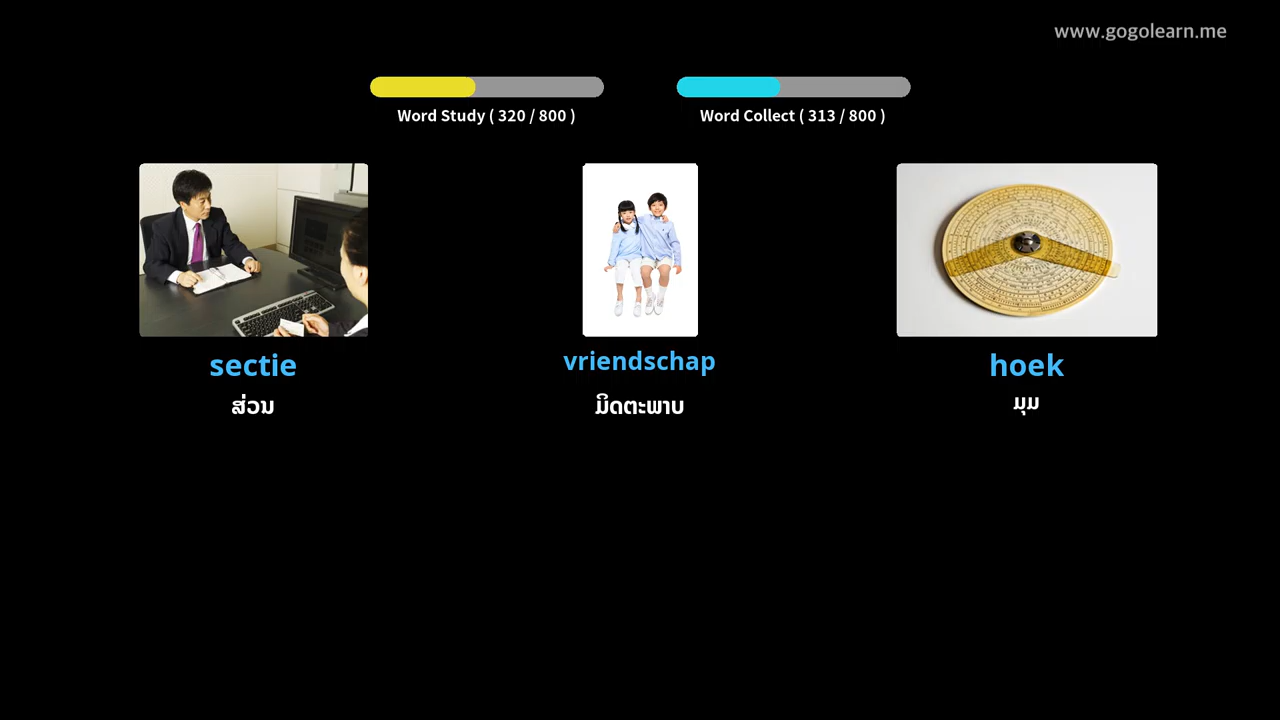 www.gogolearn.me
Word Study ( 320 / 800 )
Word Collect ( 313 / 800 )
sectie
ສ່ວນ
vriendschap
ມິດຕະພາບ
hoek
ມຸມ